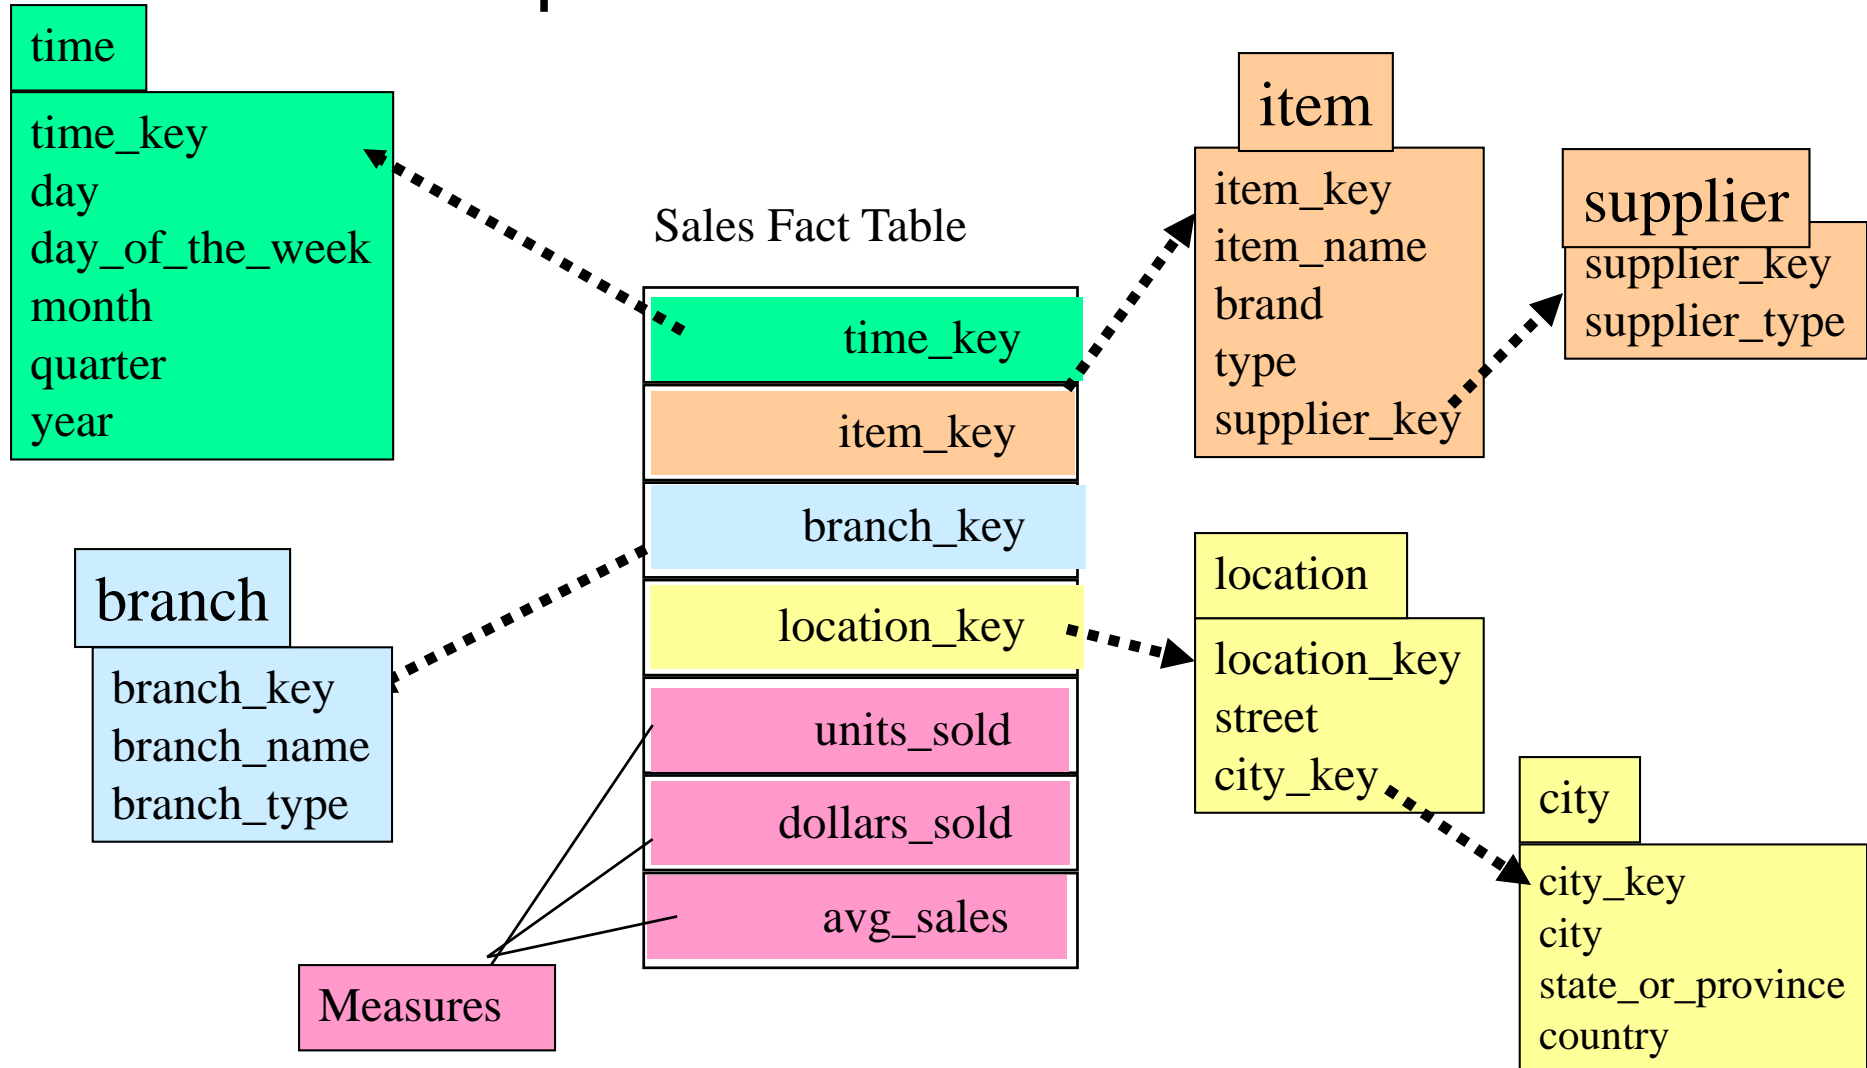 time
time_key
day
day_of_the_week
month
quarter
year
branch
branch_key
branch_name
branch_type
Sales Fact Table
time_key
item_key
branch_key
location_key
units_sold
dollars_sold
avg_sales
Measures
item
item_key
item_name
brand
type
supplier_key
supplier
supplier_key
supplier_type
location
location_key
street
city_key
city
city_key
city
state_or_province
country